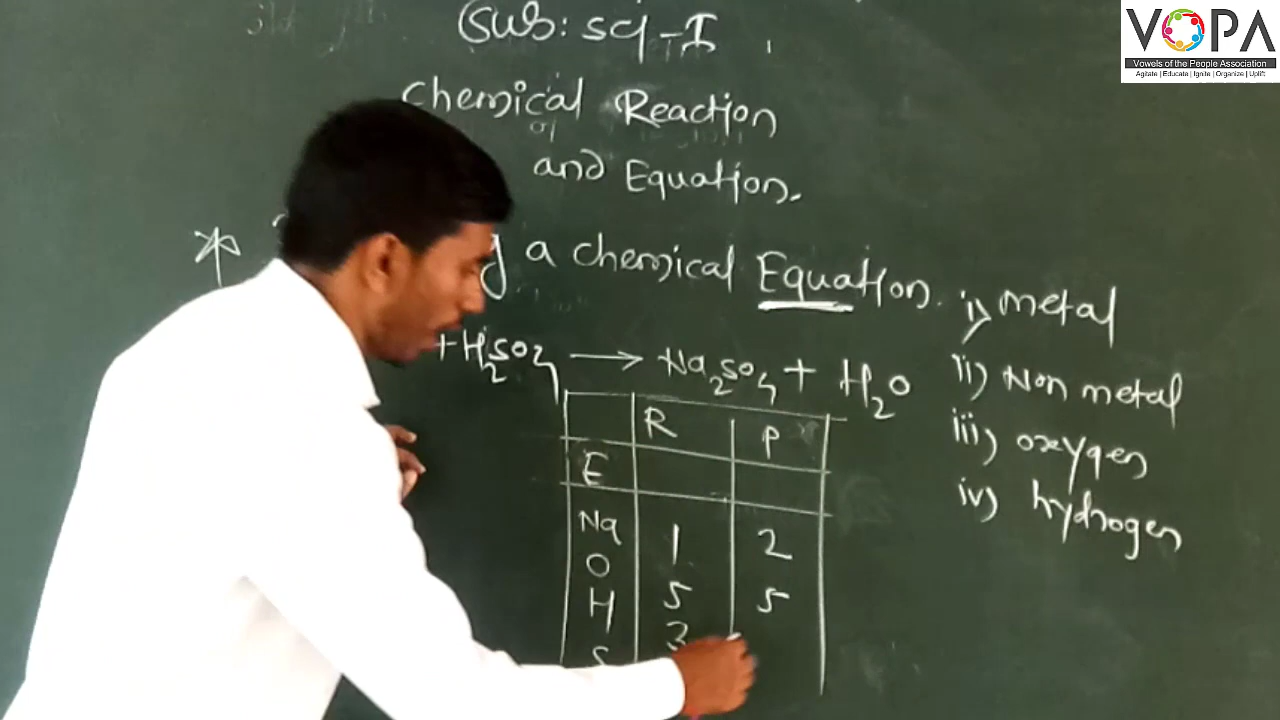 VOPA
Vowels of the People Association
Agitate | Educate | Ignite | Organize | Uplift
Sub: sci-I
chemical Reaction
and Equation.
a chemical Equation.
+ H2SO4 → Na2SO4 + H2O
R P
E
Na 1 2
O 5 5
H 3
S
i) metal
ii) Non metal
iii) oxygen
iv) hydrogen